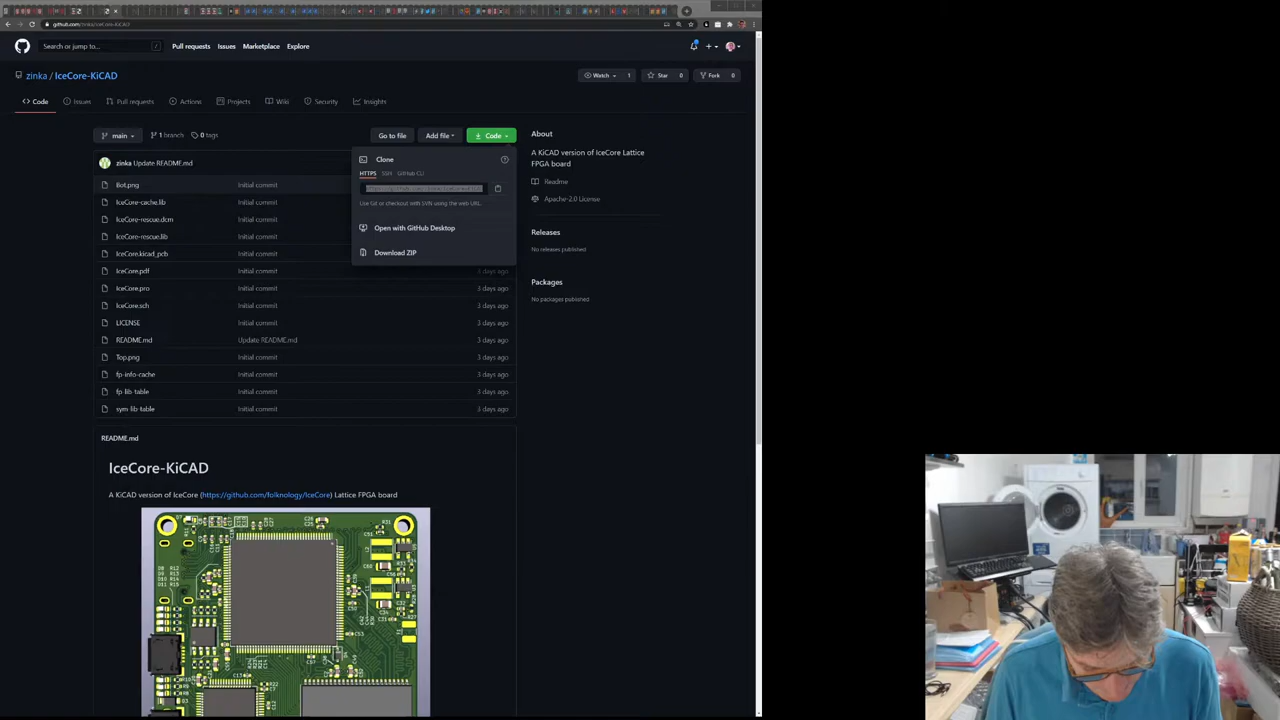 github.com/zinka/IceCore-KiCAD
Search or jump to...
/
Pull requests
Issues
Marketplace
Explore
zinka / IceCore-KiCAD
Watch 1
Star 0
Fork 0
Code
Issues
Pull requests
Actions
Projects
Wiki
Security
Insights
main
1 branch
0 tags
Go to file
Add file
Code
zinka Update README.md
Clone
HTTPS
SSH
GitHub CLI
Use Git or checkout with SVN using the web URL.
Open with GitHub Desktop
Download ZIP
Bot.png Initial commit
IceCore-cache.lib Initial commit
IceCore-rescue.dcm Initial commit
IceCore-rescue.lib Initial commit
IceCore.kicad_pcb Initial commit
IceCore.pdf Initial commit 3 days ago
IceCore.pro Initial commit 3 days ago
IceCore.sch Initial commit 3 days ago
LICENSE Initial commit 3 days ago
README.md Update README.md 3 days ago
Top.png Initial commit 3 days ago
fp-info-cache Initial commit 3 days ago
fp-lib-table Initial commit 3 days ago
sym-lib-table Initial commit 3 days ago
About
A KiCAD version of IceCore Lattice
FPGA board
Readme
Apache-2.0 License
Releases
No releases published
Packages
No packages published
README.md
IceCore-KiCAD
A KiCAD version of IceCore (https://github.com/folknology/IceCore) Lattice FPGA board